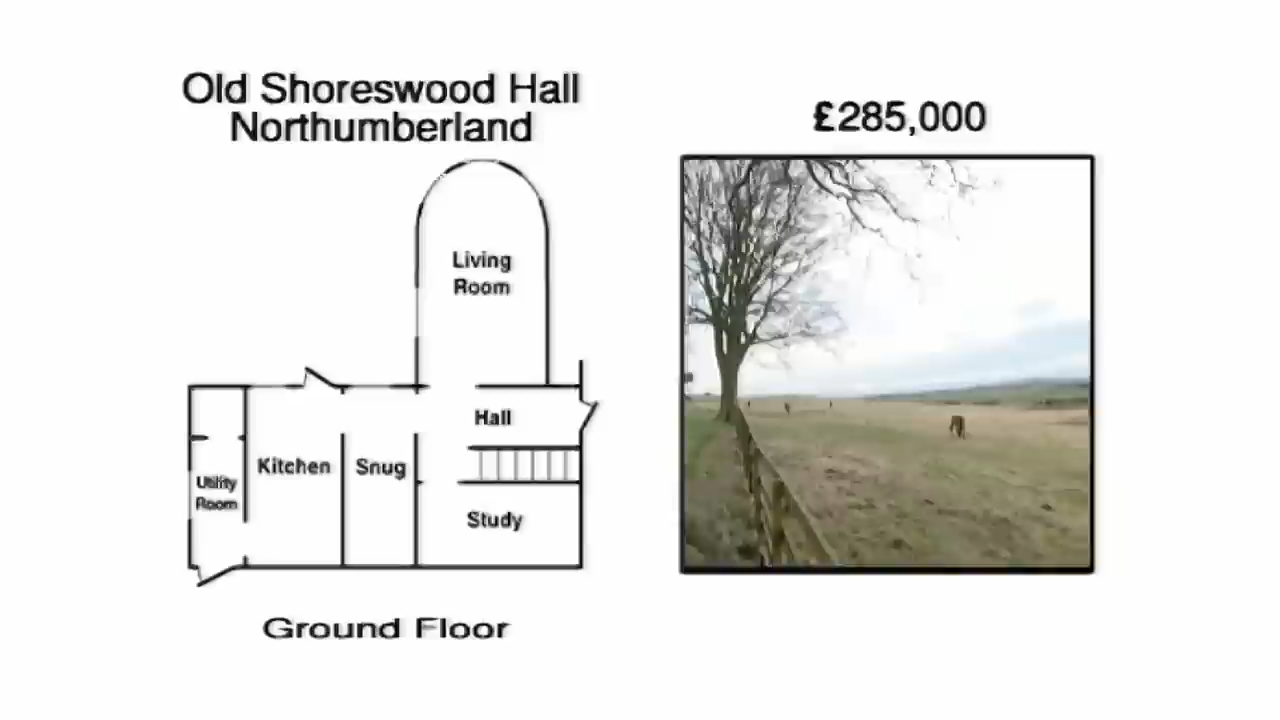 Old Shoreswood Hall
Northumberland
£285,000
Living
Room
Hall
Kitchen
Snug
Utility
Room
Study
Ground Floor